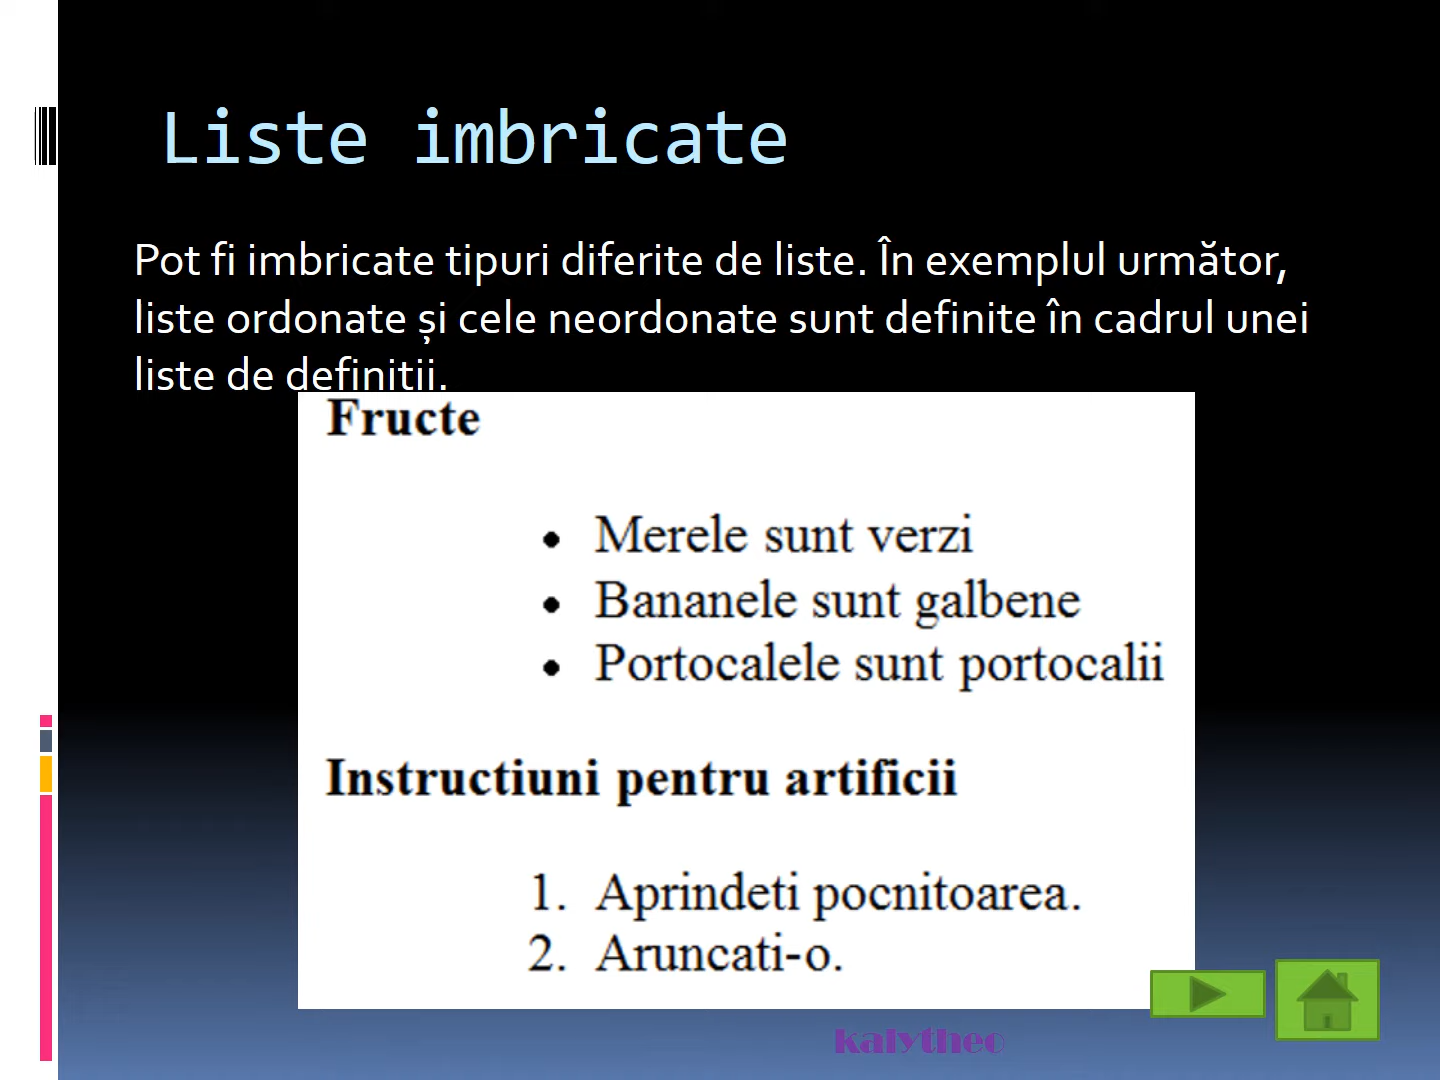 Liste imbricate
Pot fi imbricate tipuri diferite de liste. În exemplul următor,
liste ordonate și cele neordonate sunt definite în cadrul unei
liste de definitii.
Fructe
• Merele sunt verzi
• Bananele sunt galbene
• Portocalele sunt portocalii
Instructiuni pentru artificii
1. Aprindeti pocnitoarea.
2. Aruncati-o.
kalytheo